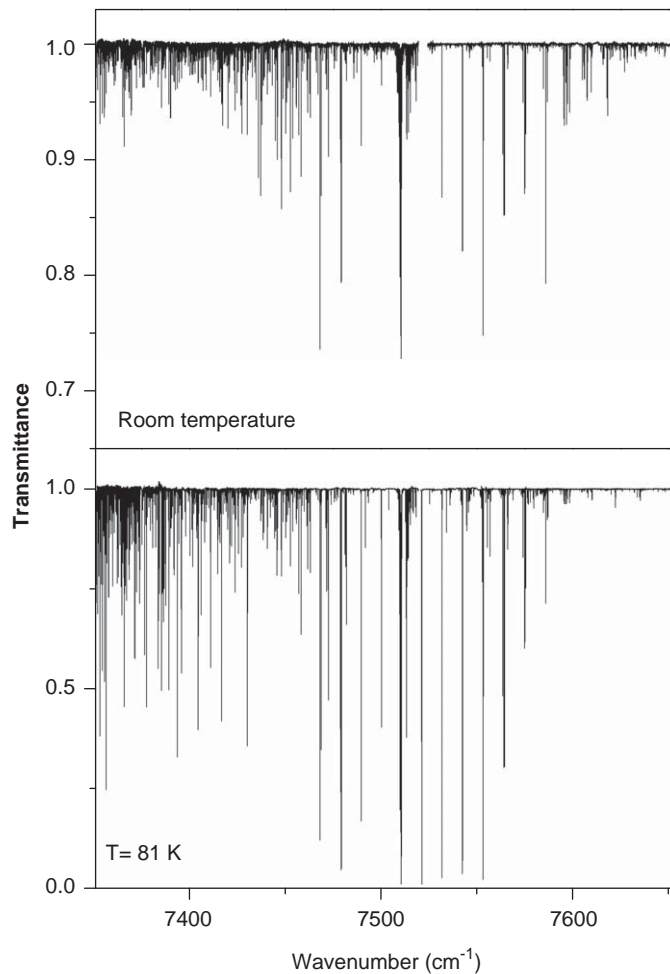 1.0
0.9
0.8
0.7
Room temperature
Transmittance
1.0
0.5
T= 81 K
0.0
7400
7500
7600
Wavenumber (cm⁻¹)